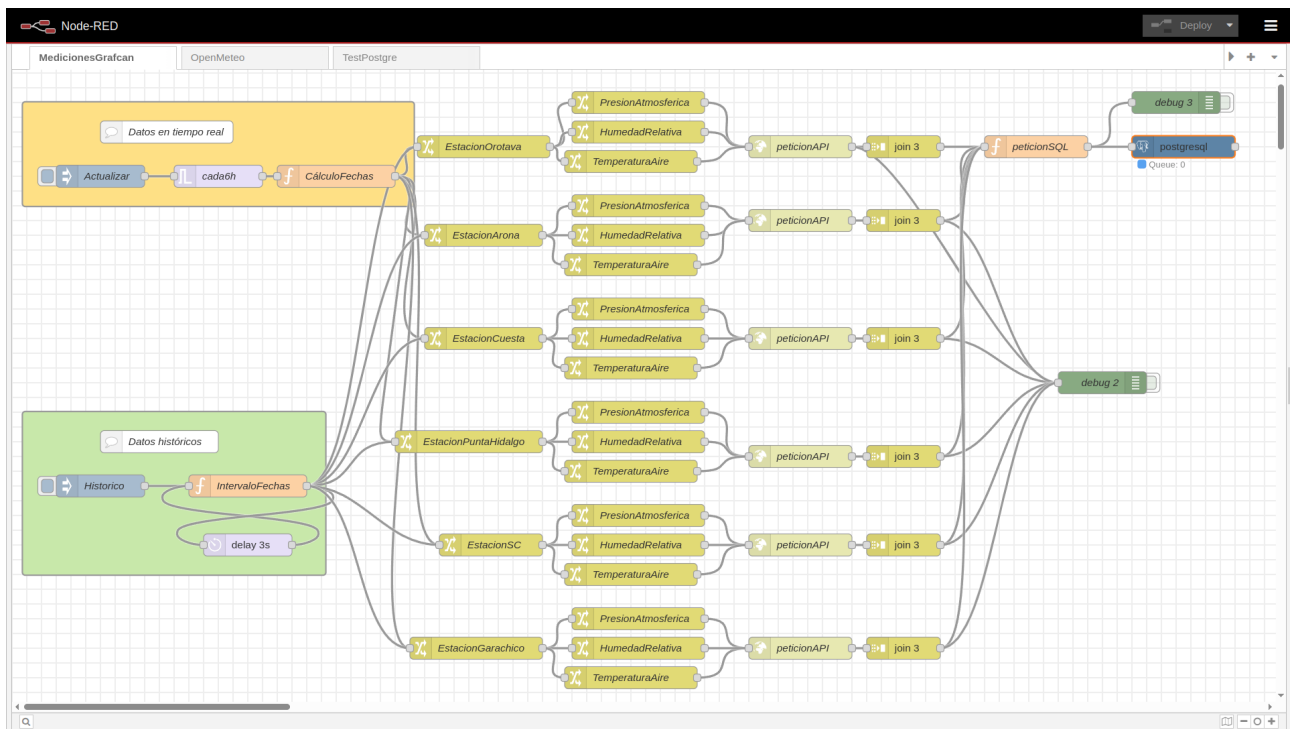 Node-RED
Deploy
MedicionesGrafcan
OpenMeteo
TestPostgre
Datos en tiempo real
Actualizar
cada6h
CálculoFechas
Datos históricos
Historico
IntervaloFechas
delay 3s
EstacionOrotava
PresionAtmosferica
HumedadRelativa
TemperaturaAire
peticionAPI
join 3
EstacionArona
PresionAtmosferica
HumedadRelativa
TemperaturaAire
peticionAPI
join 3
EstacionCuesta
PresionAtmosferica
HumedadRelativa
TemperaturaAire
peticionAPI
join 3
EstacionPuntaHidalgo
PresionAtmosferica
HumedadRelativa
TemperaturaAire
peticionAPI
join 3
EstacionSC
PresionAtmosferica
HumedadRelativa
TemperaturaAire
peticionAPI
join 3
EstacionGarachico
PresionAtmosferica
HumedadRelativa
TemperaturaAire
peticionAPI
join 3
peticionSQL
debug 3
postgresql
Queue: 0
debug 2